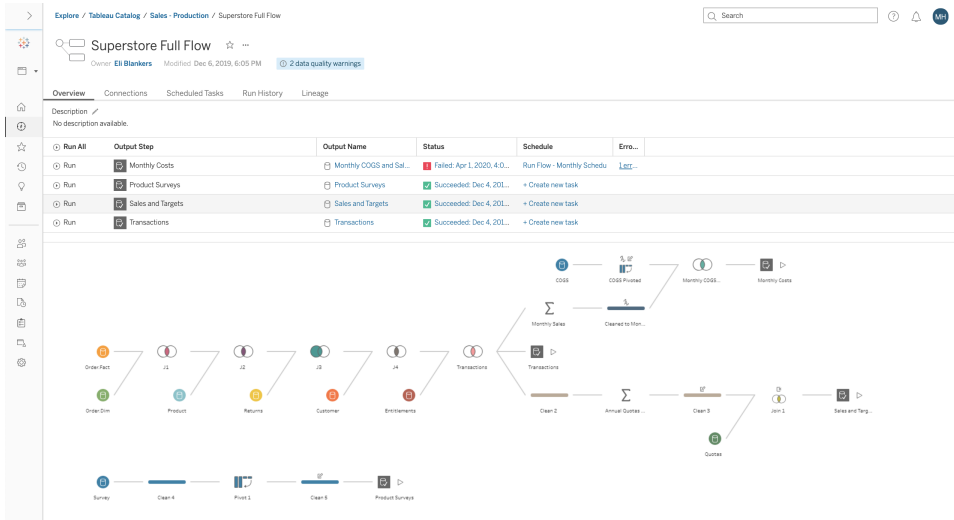 Explore / Tableau Catalog / Sales - Production / Superstore Full Flow
Search
?
MH
Superstore Full Flow
Owner Eli Blankers Modified Dec 6, 2019, 6:05 PM 2 data quality warnings
Overview Connections Scheduled Tasks Run History Lineage
Description
No description available.
Run All Output Step Output Name Status Schedule Erro...
Run Monthly Costs Monthly COGS and Sal... Failed: Apr 1, 2020, 4:0... Run Flow - Monthly Schedu 1 err...
Run Product Surveys Product Surveys Succeeded: Dec 4, 201... + Create new task
Run Sales and Targets Sales and Targets Succeeded: Dec 4, 201... + Create new task
Run Transactions Transactions Succeeded: Dec 4, 201... + Create new task
COGS COGS Pivoted Monthly COGS... Monthly Costs
Monthly Sales Cleaned to Mon...
Order Fact J1 J2 J3 J4 Transactions Transactions
Order Dim Product Returns Customer Entitlements Clean 2 Annual Quotas ... Clean 3 Join 1 Sales and Targ...
Quotas
Survey Clean 4 Pivot 1 Clean 5 Product Surveys